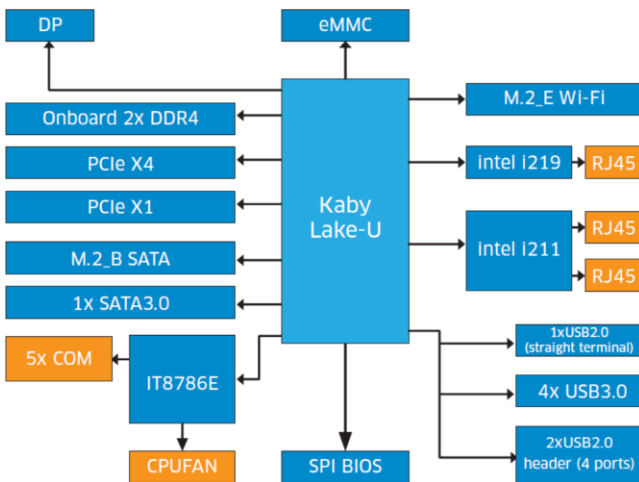 DP
eMMC
Onboard 2x DDR4
M.2_E Wi-Fi
PCIe X4
intel i219
RJ45
PCIe X1
Kaby
Lake-U
intel i211
RJ45
RJ45
M.2_B SATA
1x SATA3.0
5x COM
IT8786E
1xUSB2.0
(straight terminal)
4x USB3.0
CPUFAN
SPI BIOS
2xUSB2.0
header (4 ports)